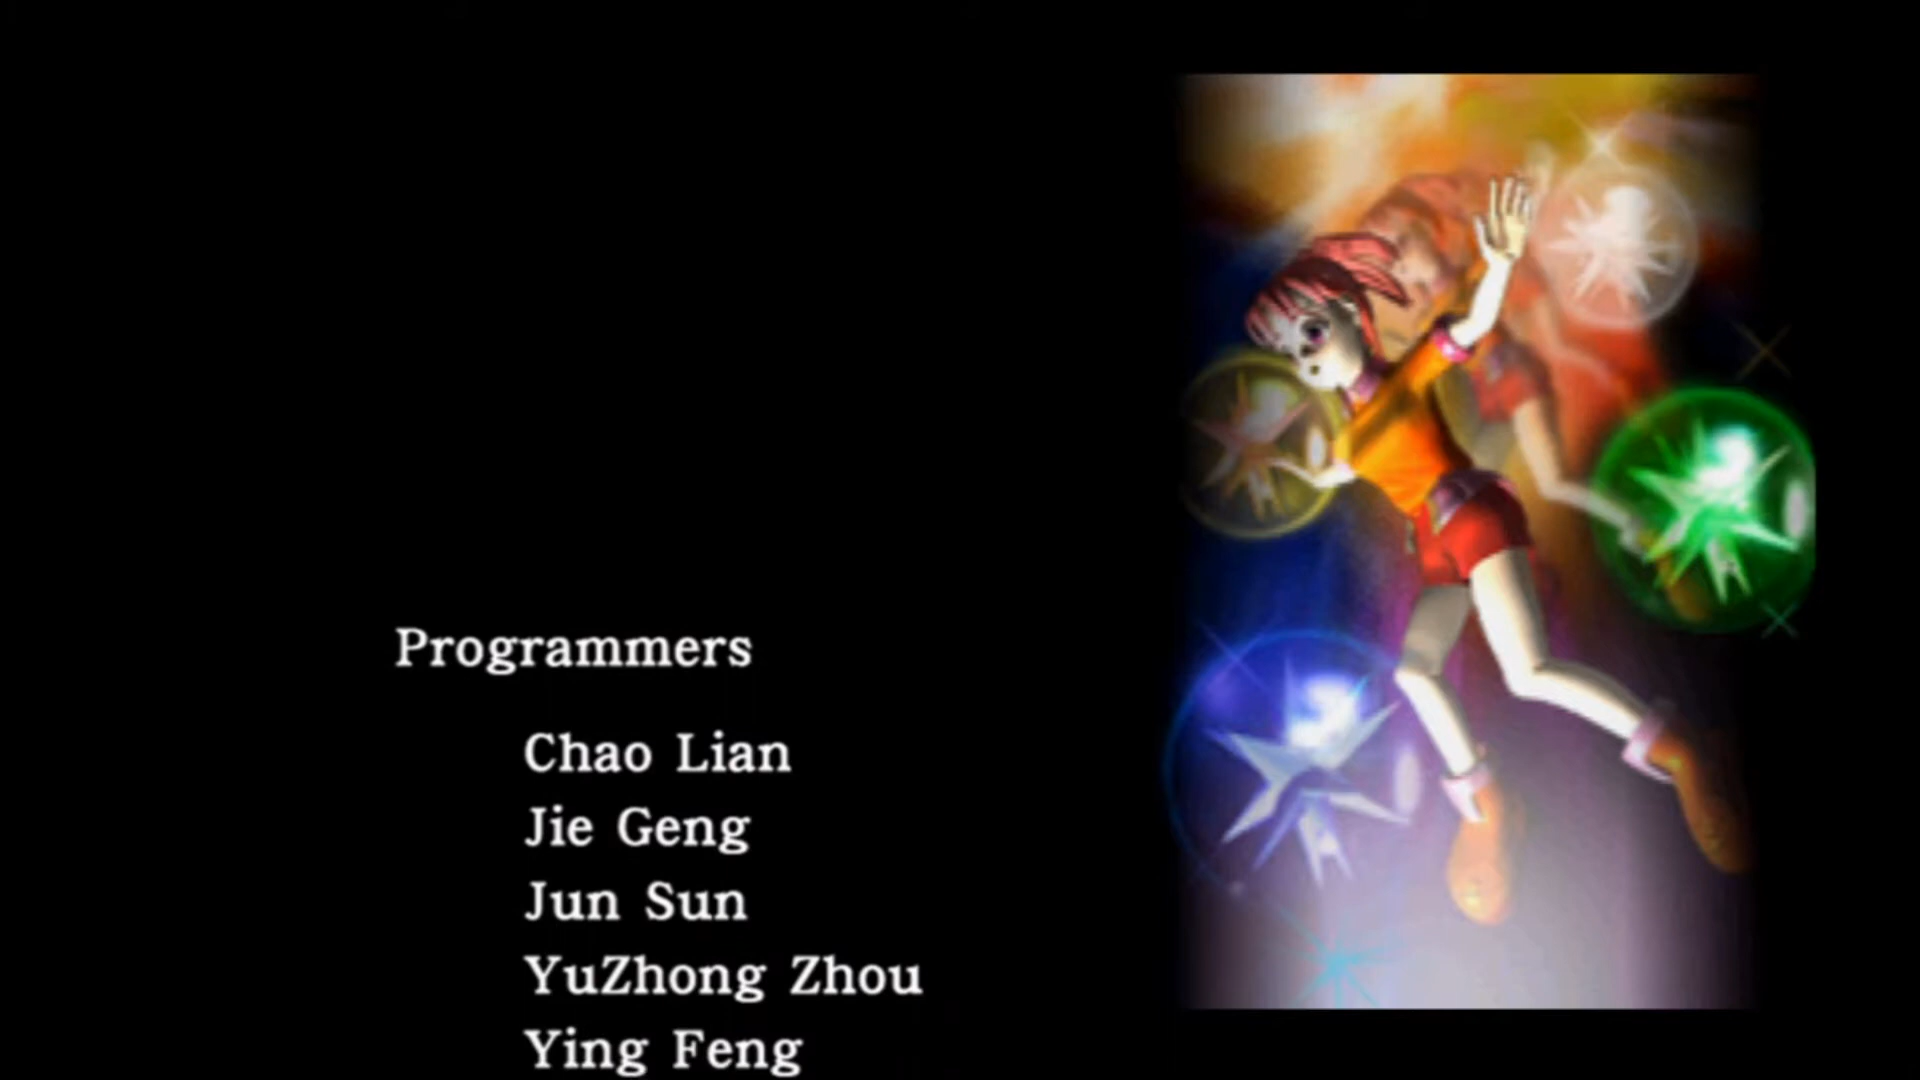 Programmers
Chao Lian
Jie Geng
Jun Sun
YuZhong Zhou
Ying Feng